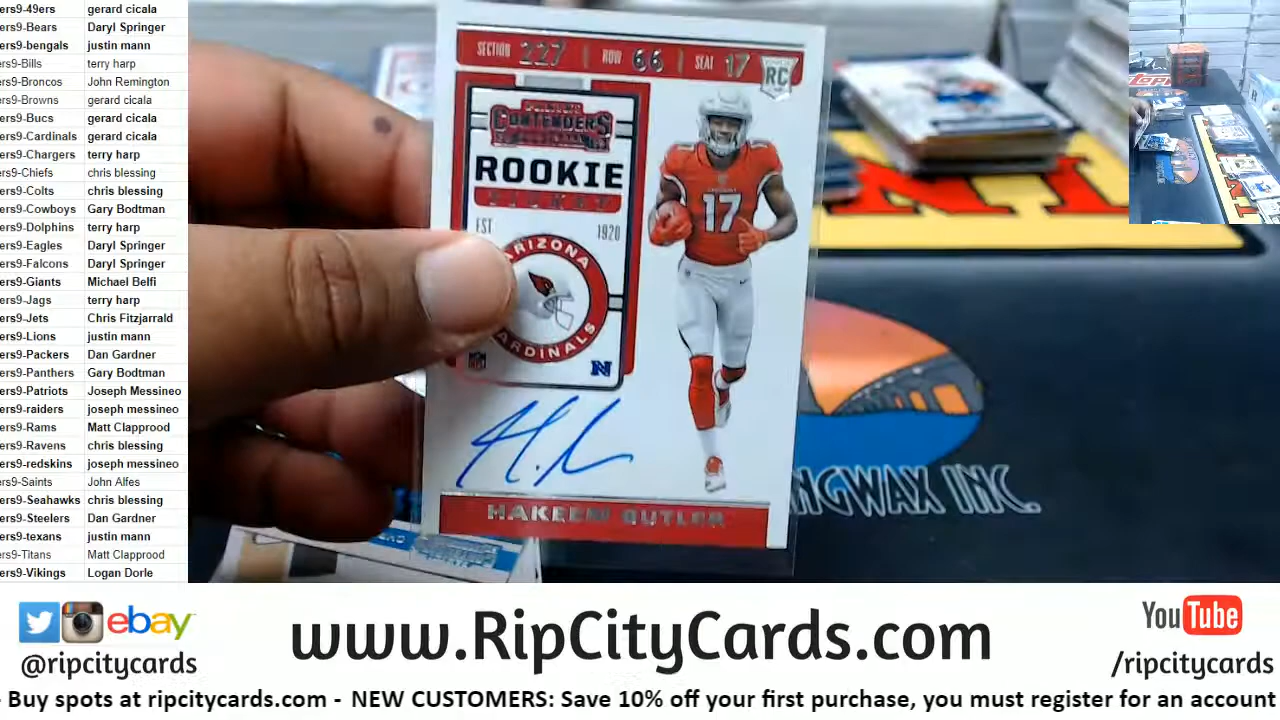 ers9-49ers gerard cicala
ers9-Bears Daryl Springer
ers9-bengals justin mann
ers9-Bills terry harp
ers9-Broncos John Remington
ers9-Browns gerard cicala
ers9-Bucs gerard cicala
ers9-Cardinals gerard cicala
ers9-Chargers terry harp
ers9-Chiefs chris blessing
ers9-Colts chris blessing
ers9-Cowboys Gary Bodtman
ers9-Dolphins terry harp
ers9-Eagles Daryl Springer
ers9-Falcons Daryl Springer
ers9-Giants Michael Belfi
ers9-Jags terry harp
ers9-Jets Chris Fitzjarrald
ers9-Lions justin mann
ers9-Packers Dan Gardner
ers9-Panthers Gary Bodtman
ers9-Patriots Joseph Messineo
ers9-raiders joseph messineo
ers9-Rams Matt Clapprood
ers9-Ravens chris blessing
ers9-redskins joseph messineo
ers9-Saints John Alfes
ers9-Seahawks chris blessing
ers9-Steelers Dan Gardner
ers9-texans justin mann
ers9-Titans Matt Clapprood
ers9-Vikings Logan Dorle
SECTION 227 ROW 66 SEAT 17 RC
CONTENDERS
ROOKIE
TICKET
EST 1920
ARIZONA
CARDINALS
NFL
N
17
HAKEEM BUTLER
NGWAX INC.
ebay
@ripcitycards
www.RipCityCards.com
YouTube
/ripcitycards
- Buy spots at ripcitycards.com - NEW CUSTOMERS: Save 10% off your first purchase, you must register for an account